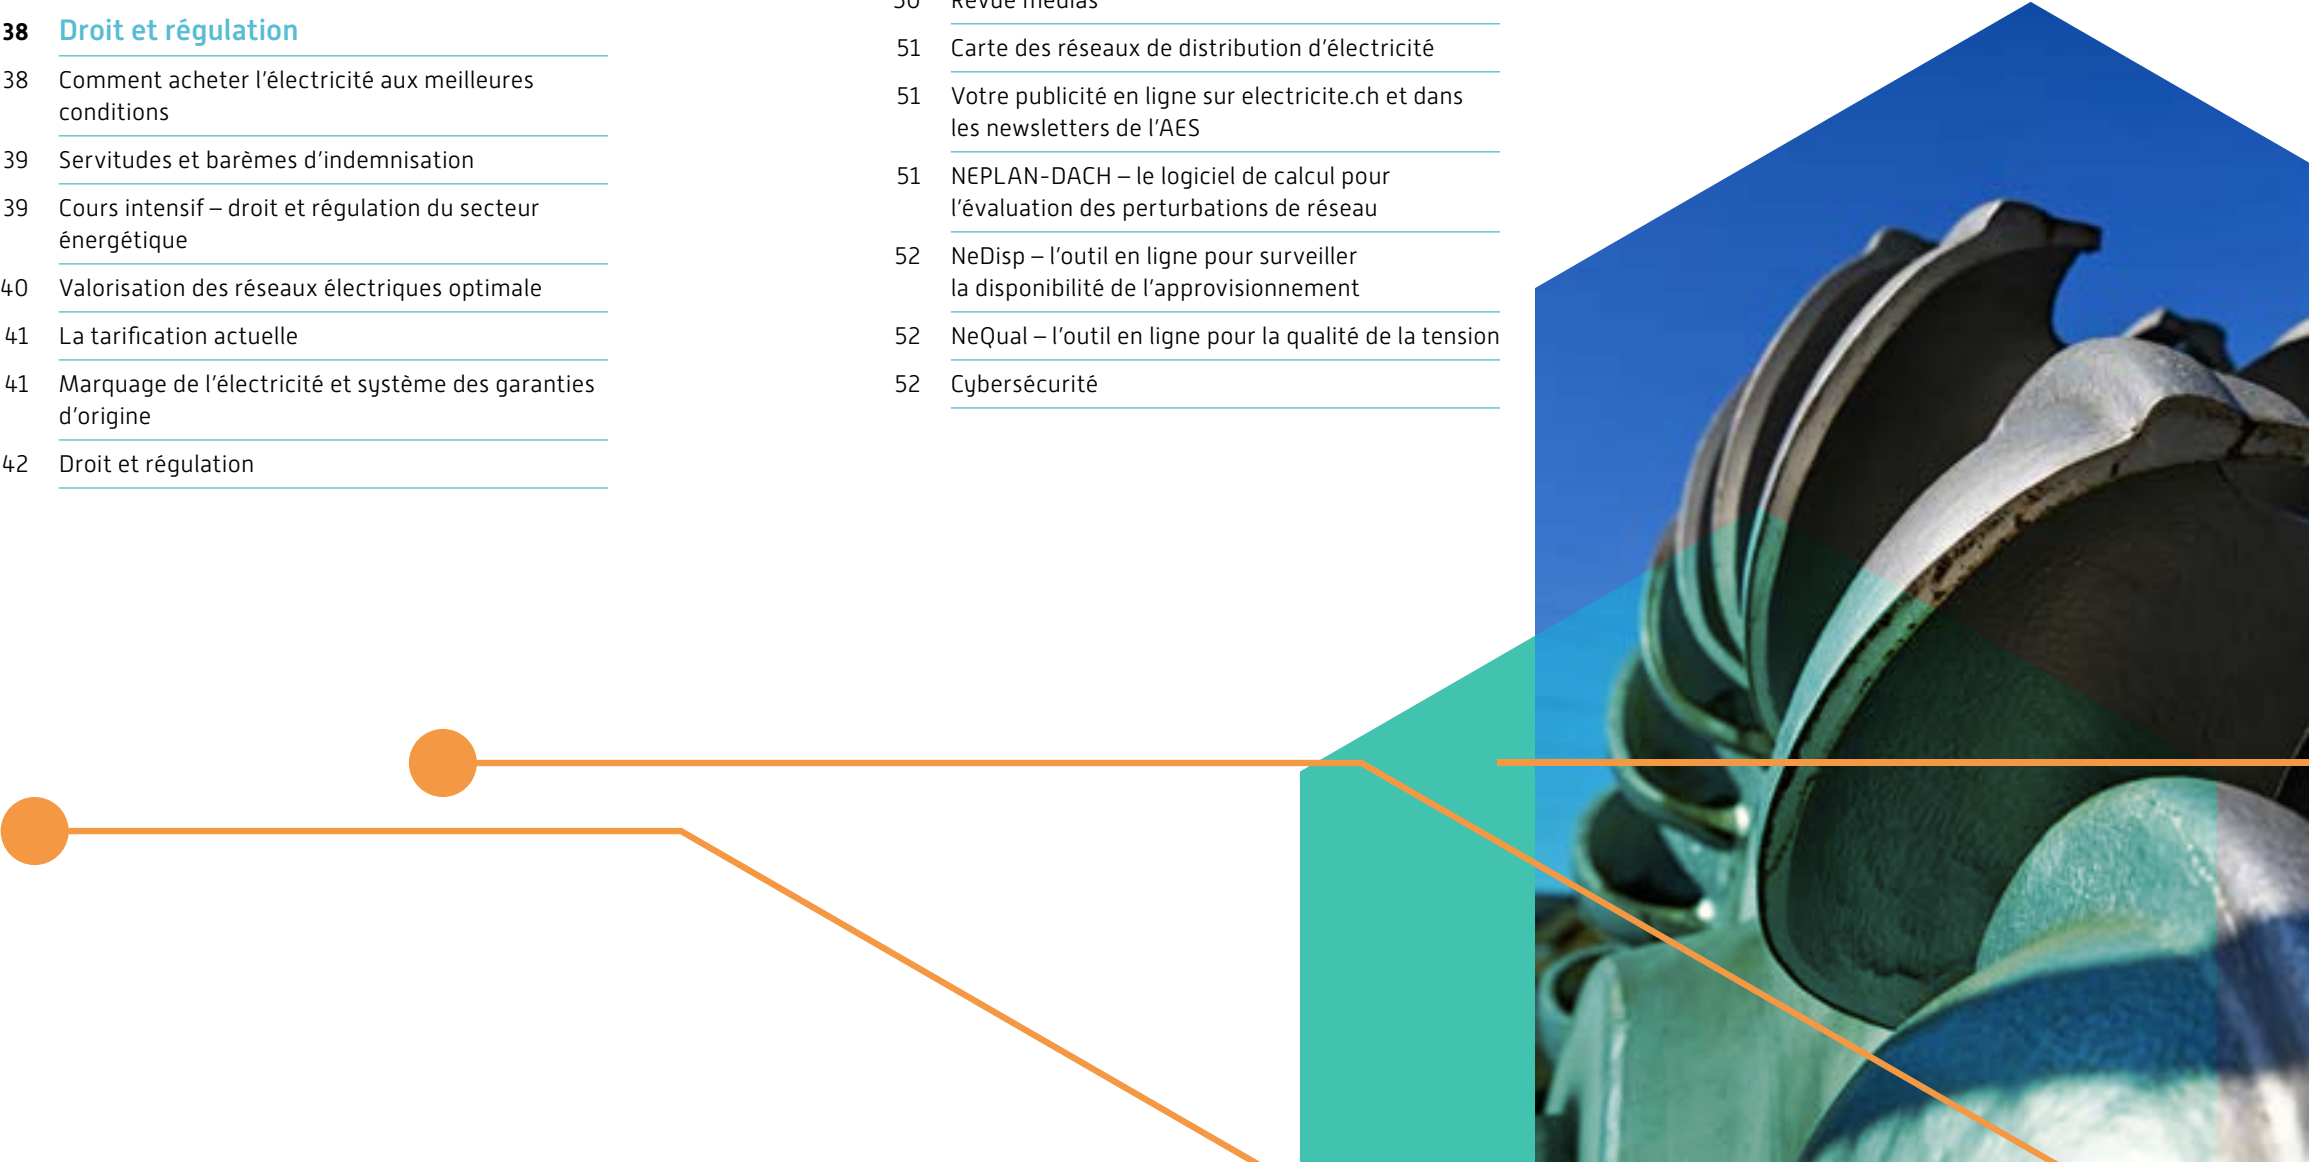 38 Droit et régulation
38 Comment acheter l’électricité aux meilleures
conditions
39 Servitudes et barèmes d’indemnisation
39 Cours intensif – droit et régulation du secteur
énergétique
40 Valorisation des réseaux électriques optimale
41 La tarification actuelle
41 Marquage de l’électricité et système des garanties
d’origine
42 Droit et régulation
50 Revue médias
51 Carte des réseaux de distribution d’électricité
51 Votre publicité en ligne sur electricite.ch et dans
les newsletters de l’AES
51 NEPLAN-DACH – le logiciel de calcul pour
l’évaluation des perturbations de réseau
52 NeDisp – l’outil en ligne pour surveiller
la disponibilité de l’approvisionnement
52 NeQual – l’outil en ligne pour la qualité de la tension
52 Cybersécurité